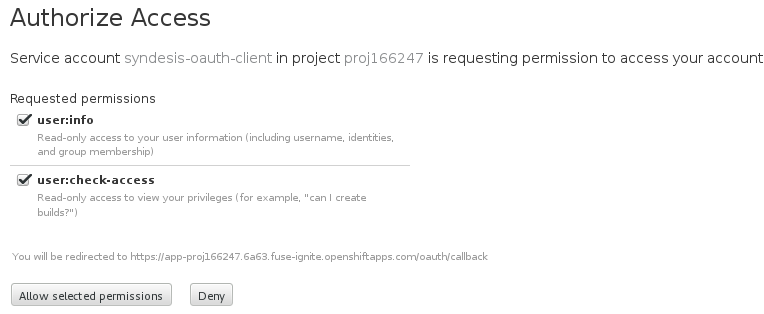 Authorize Access
Service account syndesis-oauth-client in project proj166247 is requesting permission to access your account
Requested permissions
user:info
Read-only access to your user information (including username, identities,
and group membership)
user:check-access
Read-only access to view your privileges (for example, "can I create
builds?")
You will be redirected to https://app-proj166247.6a63.fuse-ignite.openshiftapps.com/oauth/callback
Allow selected permissions Deny